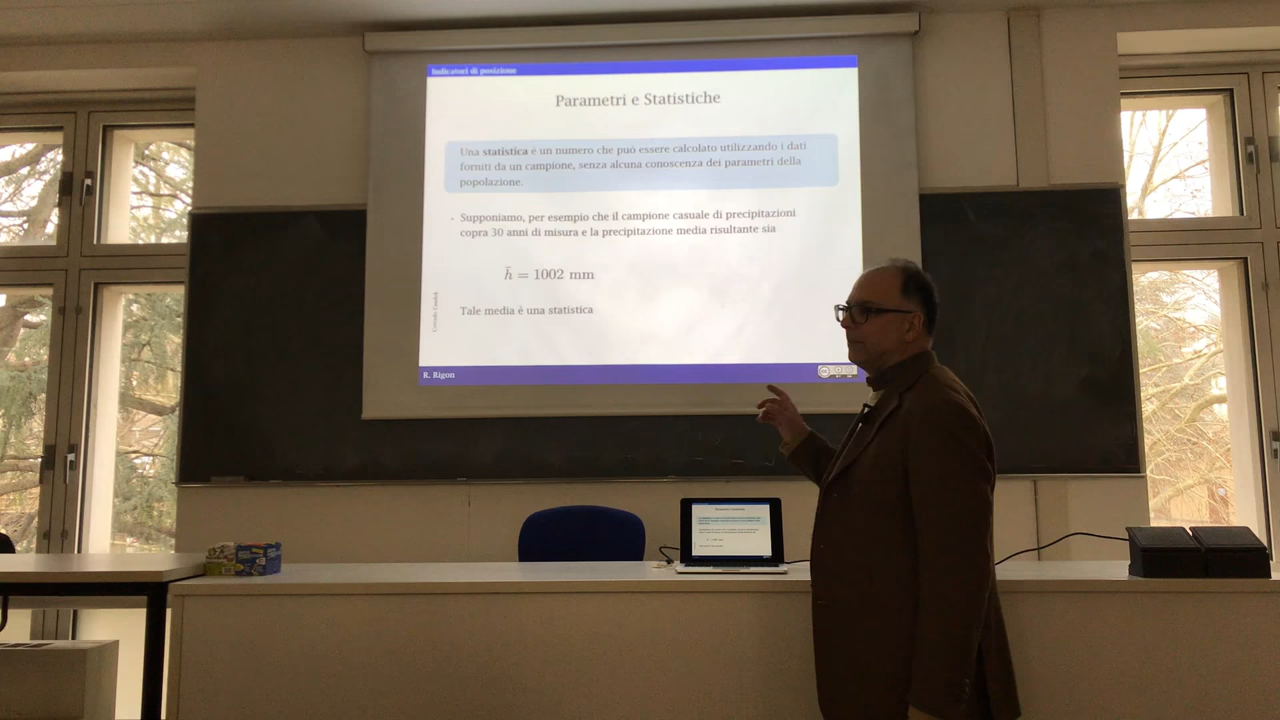 Indicatori di posizione
Parametri e Statistiche
Una statistica è un numero che può essere calcolato utilizzando i dati
forniti da un campione, senza alcuna conoscenza dei parametri della
popolazione.
- Supponiamo, per esempio che il campione casuale di precipitazioni
copra 30 anni di misura e la precipitazione media risultante sia
h̄ = 1002 mm
Tale media è una statistica
R. Rigon